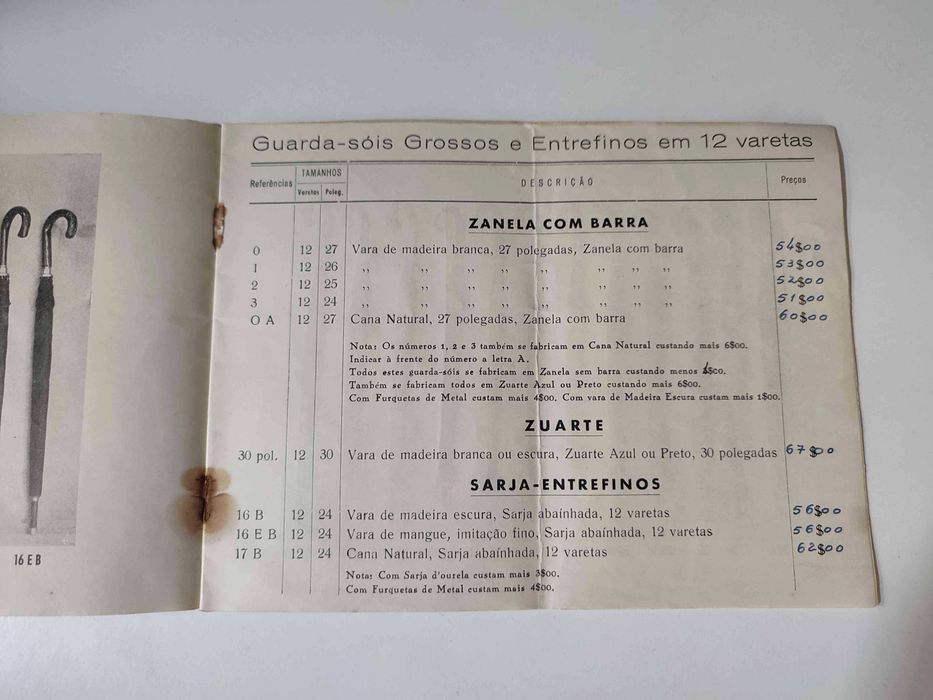 16 E B
Guarda-sóis Grossos e Entrefinos em 12 varetas
Referências TAMANHOS Varetas Poleg. DESCRIÇÃO Preços
ZANELA COM BARRA
0 12 27 Vara de madeira branca, 27 polegadas, Zanela com barra 54$00
1 12 26 ,, ,, ,, ,, ,, ,, ,, ,, 53$00
2 12 25 ,, ,, ,, ,, ,, ,, ,, ,, 52$00
3 12 24 ,, ,, ,, ,, ,, ,, ,, ,, 51$00
O A 12 27 Cana Natural, 27 polegadas, Zanela com barra 60$00
Nota: Os números 1, 2 e 3 também se fabricam em Cana Natural custando mais 6$00.
Indicar à frente do número a letra A.
Todos estes guarda-sóis se fabricam em Zanela sem barra custando menos $00.
Também se fabricam todos em Zuarte Azul ou Preto custando mais 6$00.
Com Furquetas de Metal custam mais 4$00. Com vara de Madeira Escura custam mais 1$00.
ZUARTE
30 pol. 12 30 Vara de madeira branca ou escura, Zuarte Azul ou Preto, 30 polegadas 67$00
SARJA-ENTREFINOS
16 B 12 24 Vara de madeira escura, Sarja abaínhada, 12 varetas 56$00
16 E B 12 24 Vara de mangue, imitação fino, Sarja abaínhada, 12 varetas 56$00
17 B 12 24 Cana Natural, Sarja abaínhada, 12 varetas 62$00
Nota: Com Sarja d'ourela custam mais 3$00.
Com Furquetas de Metal custam mais 4$00.